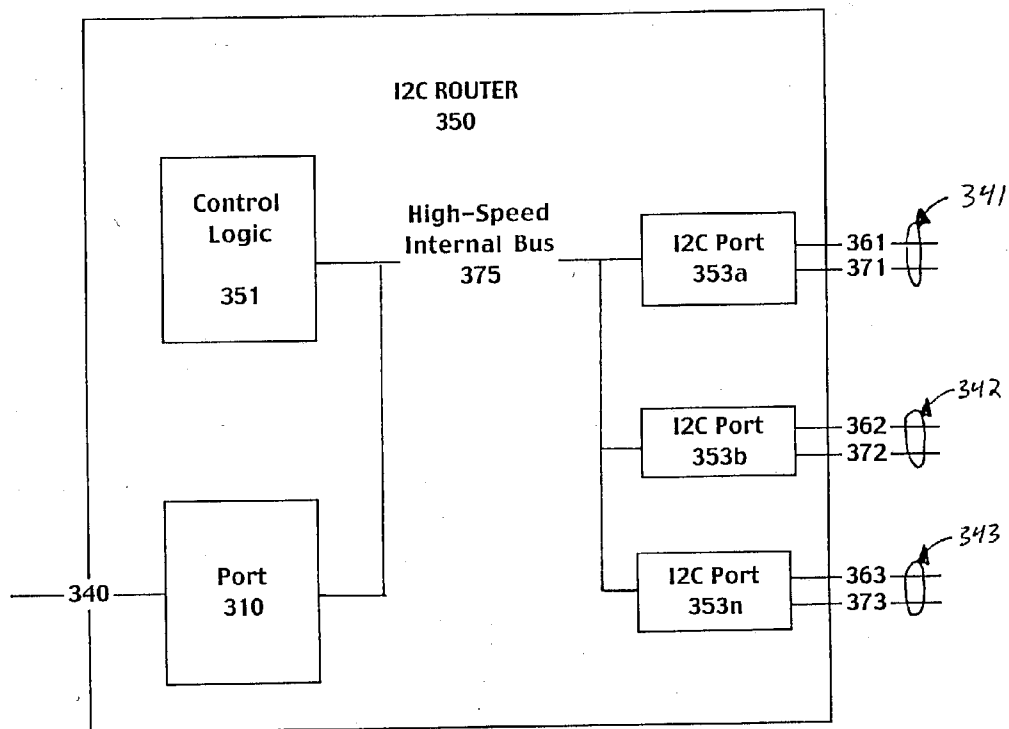 I2C ROUTER
350
Control
Logic
351
High-Speed
Internal Bus
375
I2C Port
353a
361
371
341
I2C Port
353b
362
372
342
I2C Port
353n
363
373
343
340
Port
310